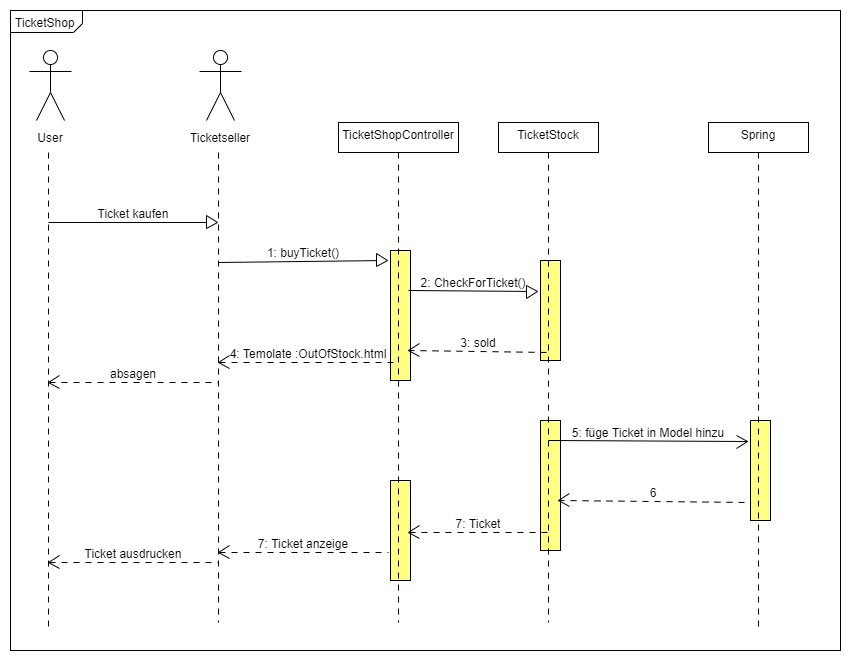 TicketShop
User
Ticketseller
TicketShopController
TicketStock
Spring
Ticket kaufen
1: buyTicket()
2: CheckForTicket()
3: sold
4: Temolate :OutOfStock.html
absagen
5: füge Ticket in Model hinzu
6
7: Ticket
7: Ticket anzeige
Ticket ausdrucken